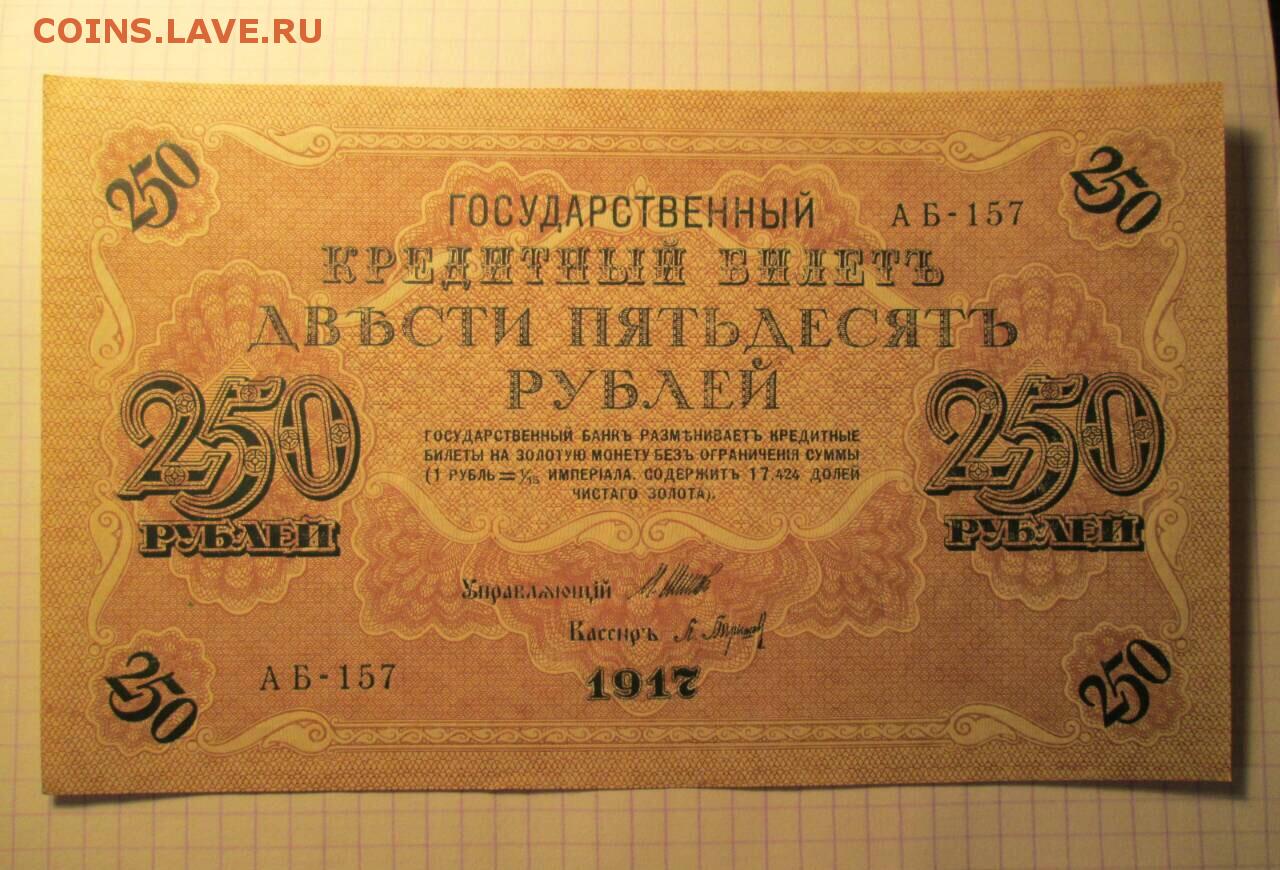 COINS.LAVE.RU
250 250
ГОСУДАРСТВЕННЫЙ АБ-157
КРЕДИТНЫЙ БИЛЕТЪ
ДВѢСТИ ПЯТЬДЕСЯТЪ
РУБЛЕЙ
250 250
РУБЛЕЙ РУБЛЕЙ
ГОСУДАРСТВЕННЫЙ БАНКЪ РАЗМѢНИВАЕТЪ КРЕДИТНЫЕ
БИЛЕТЫ НА ЗОЛОТУЮ МОНЕТУ БЕЗЪ ОГРАНИЧЕНІЯ СУММЫ
(1 РУБЛЬ = 1/15 ИМПЕРІАЛА. СОДЕРЖИТЪ 17,424 ДОЛЕЙ
ЧИСТАГО ЗОЛОТА).
Управляющій
Кассиръ
АБ-157 1917
250 250